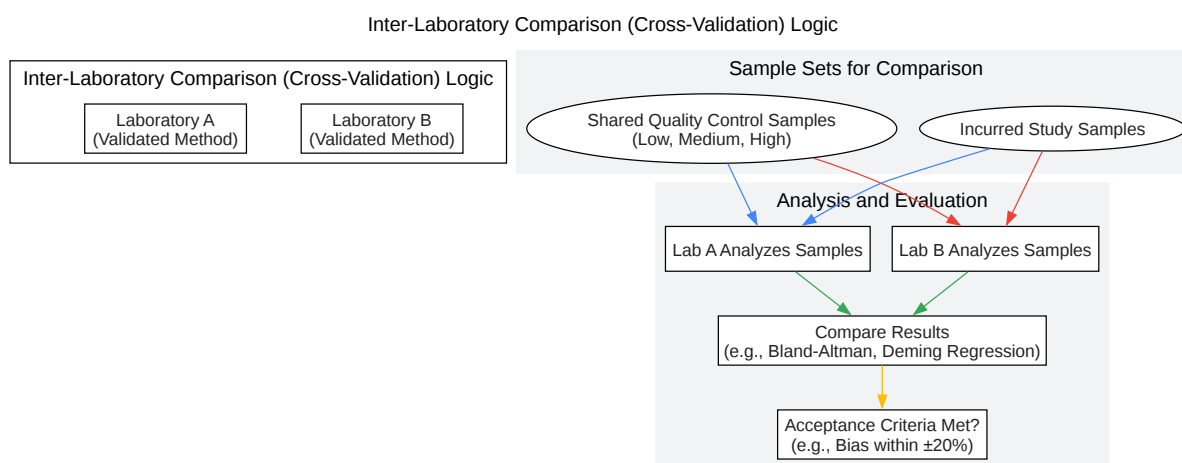 Inter-Laboratory Comparison (Cross-Validation) Logic
Inter-Laboratory Comparison (Cross-Validation) Logic
Laboratory A
(Validated Method)
Laboratory B
(Validated Method)
Sample Sets for Comparison
Shared Quality Control Samples
(Low, Medium, High)
Incurred Study Samples
Analysis and Evaluation
Lab A Analyzes Samples
Lab B Analyzes Samples
Compare Results
(e.g., Bland-Altman, Deming Regression)
Acceptance Criteria Met?
(e.g., Bias within ±20%)